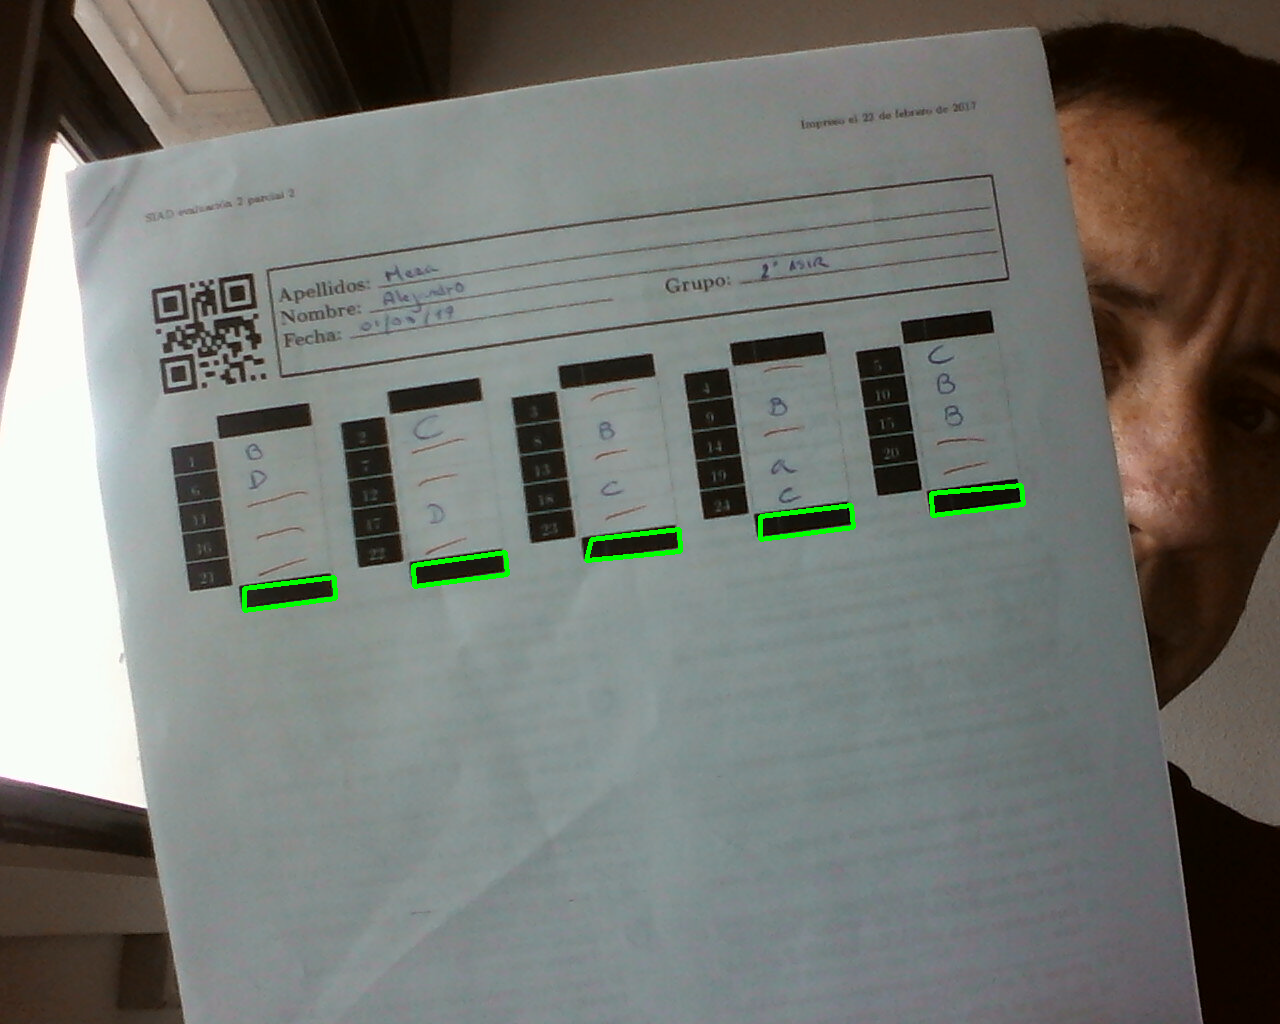 Impreso el 22 de febrero de 2017
SIAD evaluación 2 parcial 2
Apellidos: Meza
Nombre: Alejandro
Grupo: 2º ASIR
Fecha: 01/03/17
1 B 2 C 3 — 4 — 5 C
6 D 7 — 8 B 9 B 10 B
11 — 12 — 13 — 14 — 15 B
16 — 17 D 18 C 19 a 20 —
21 — 22 — 23 — 24 C —